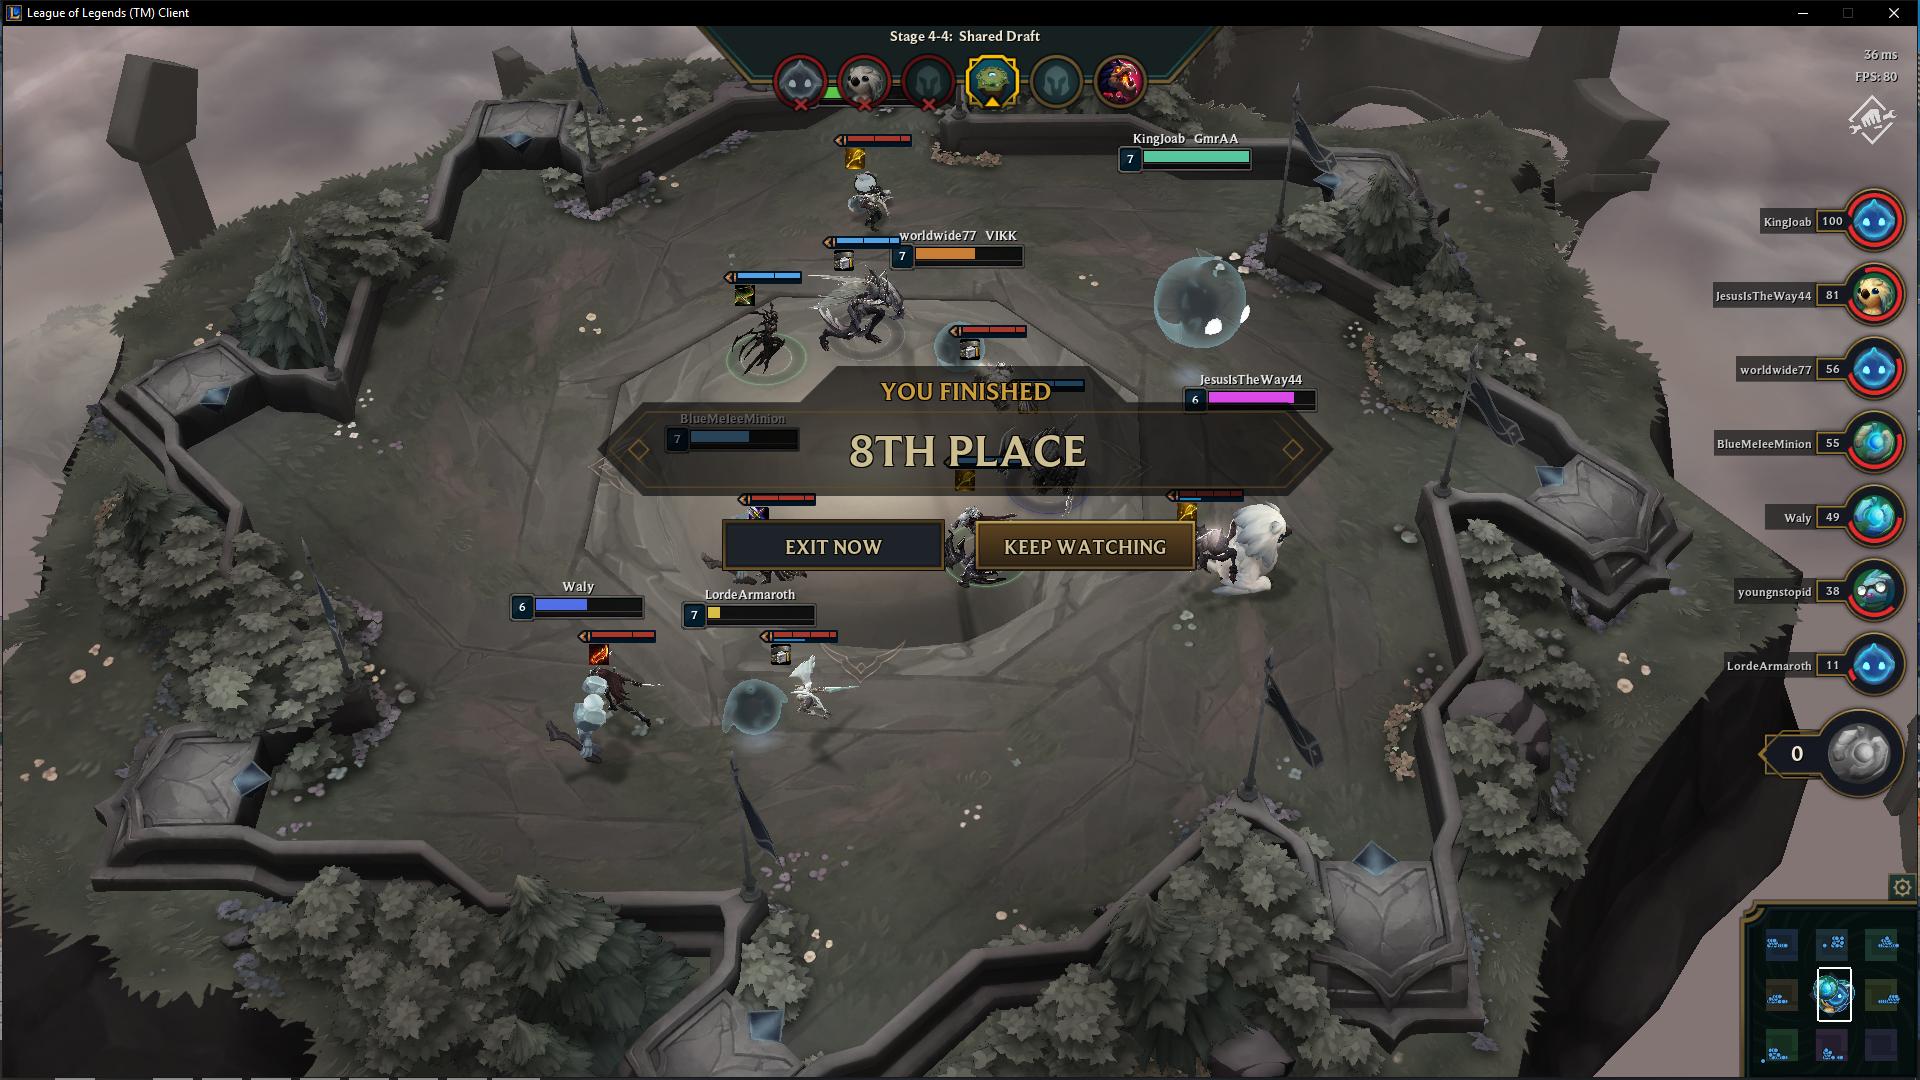 League of Legends (TM) Client
Stage 4-4: Shared Draft
36 ms
FPS: 80
KingJoab GmrAA
7
KingJoab 100
worldwide77 VIKK
7
JesusIsTheWay44 81
worldwide77 56
JesusIsTheWay44
6
YOU FINISHED
BlueMeleeMinion
7
8TH PLACE
BlueMeleeMinion 55
Waly 49
EXIT NOW
KEEP WATCHING
Waly
6
LordeArmaroth
7
youngnstopid 38
LordeArmaroth 11
0